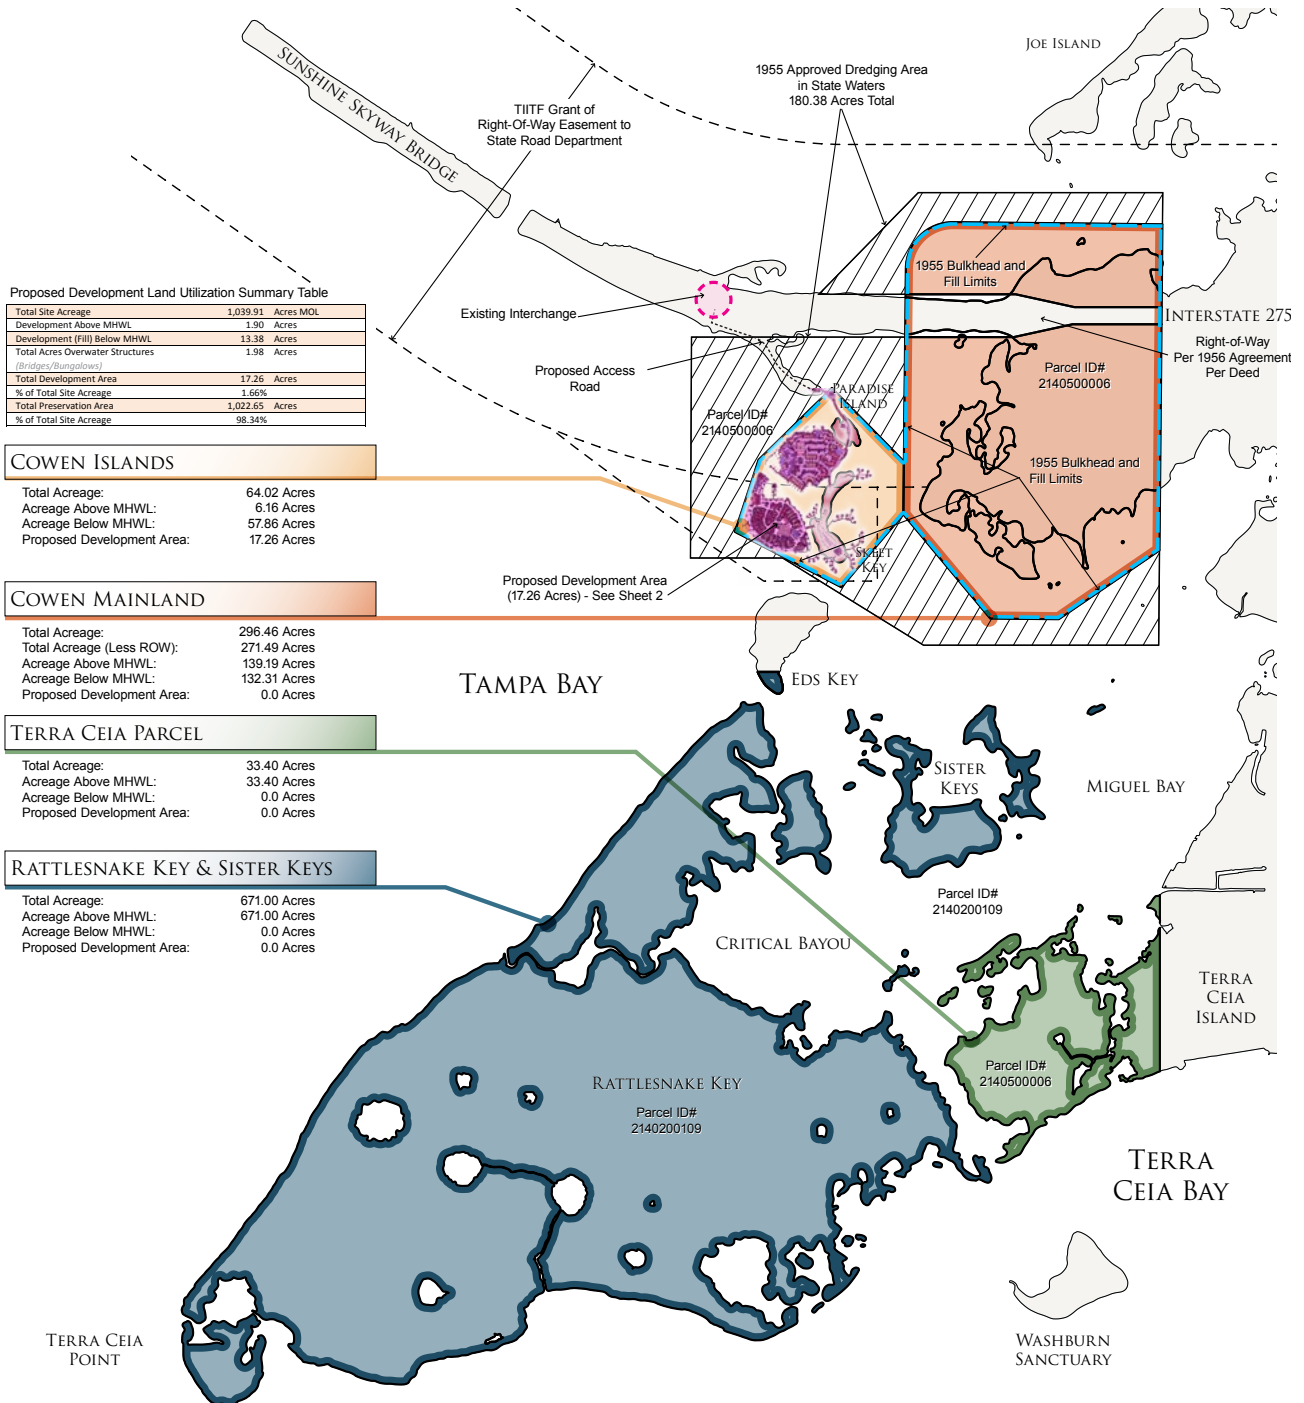 Joe Island
1955 Approved Dredging Area
in State Waters
180.38 Acres Total
Sunshine Skyway Bridge
TIITF Grant of
Right-Of-Way Easement to
State Road Department
1955 Bulkhead and
Fill Limits
Existing Interchange
Interstate 275
Right-of-Way
Per 1956 Agreement
Per Deed
Proposed Access
Road
Parcel ID#
2140500006
Paradise
Island
Parcel ID#
2140500006
1955 Bulkhead and
Fill Limits
Skeet
Key
Proposed Development Area
(17.26 Acres) - See Sheet 2
Proposed Development Land Utilization Summary Table
Total Site Acreage 1,039.91 Acres MOL
Development Above MHWL 1.90 Acres
Development (Fill) Below MHWL 13.38 Acres
Total Acres Overwater Structures 1.98 Acres
(Bridges/Bungalows)
Total Development Area 17.26 Acres
% of Total Site Acreage 1.66%
Total Preservation Area 1,022.65 Acres
% of Total Site Acreage 98.34%
Cowen Islands
Total Acreage: 64.02 Acres
Acreage Above MHWL: 6.16 Acres
Acreage Below MHWL: 57.86 Acres
Proposed Development Area: 17.26 Acres
Cowen Mainland
Total Acreage: 296.46 Acres
Total Acreage (Less ROW): 271.49 Acres
Acreage Above MHWL: 139.19 Acres
Acreage Below MHWL: 132.31 Acres
Proposed Development Area: 0.0 Acres
Terra Ceia Parcel
Total Acreage: 33.40 Acres
Acreage Above MHWL: 33.40 Acres
Acreage Below MHWL: 0.0 Acres
Proposed Development Area: 0.0 Acres
Rattlesnake Key & Sister Keys
Total Acreage: 671.00 Acres
Acreage Above MHWL: 671.00 Acres
Acreage Below MHWL: 0.0 Acres
Proposed Development Area: 0.0 Acres
Tampa Bay
Eds Key
Sister
Keys
Miguel Bay
Parcel ID#
2140200109
Critical Bayou
Terra
Ceia
Island
Parcel ID#
2140500006
Rattlesnake Key
Parcel ID#
2140200109
Terra
Ceia Bay
Terra Ceia
Point
Washburn
Sanctuary